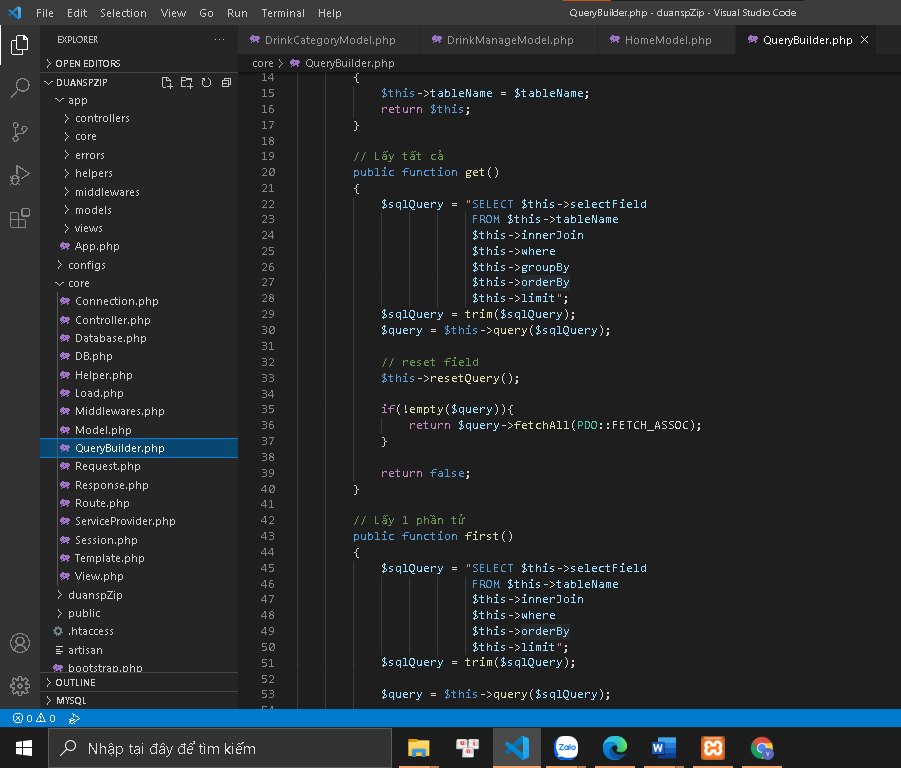 File Edit Selection View Go Run Terminal Help
QueryBuilder.php - duanspZip - Visual Studio Code
EXPLORER
OPEN EDITORS
DUANSPZIP
app
controllers
core
errors
helpers
middlewares
models
views
App.php
configs
core
Connection.php
Controller.php
Database.php
DB.php
Helper.php
Load.php
Middlewares.php
Model.php
QueryBuilder.php
Request.php
Response.php
Route.php
ServiceProvider.php
Session.php
Template.php
View.php
duanspZip
public
.htaccess
artisan
bootstrap.php
OUTLINE
MYSQL
DrinkCategoryModel.php DrinkManageModel.php HomeModel.php QueryBuilder.php
core > QueryBuilder.php
14 {
15 $this->tableName = $tableName;
16 return $this;
17 }
18
19 // Lấy tất cả
20 public function get()
21 {
22 $sqlQuery = "SELECT $this->selectField
23 FROM $this->tableName
24 $this->innerJoin
25 $this->where
26 $this->groupBy
27 $this->orderBy
28 $this->limit";
29 $sqlQuery = trim($sqlQuery);
30 $query = $this->query($sqlQuery);
31
32 // reset field
33 $this->resetQuery();
34
35 if(!empty($query)){
36 return $query->fetchAll(PDO::FETCH_ASSOC);
37 }
38
39 return false;
40 }
41
42 // Lấy 1 phần tử
43 public function first()
44 {
45 $sqlQuery = "SELECT $this->selectField
46 FROM $this->tableName
47 $this->innerJoin
48 $this->where
49 $this->orderBy
50 $this->limit";
51 $sqlQuery = trim($sqlQuery);
52
53 $query = $this->query($sqlQuery);
0 0
Nhập tại đây để tìm kiếm
Zalo